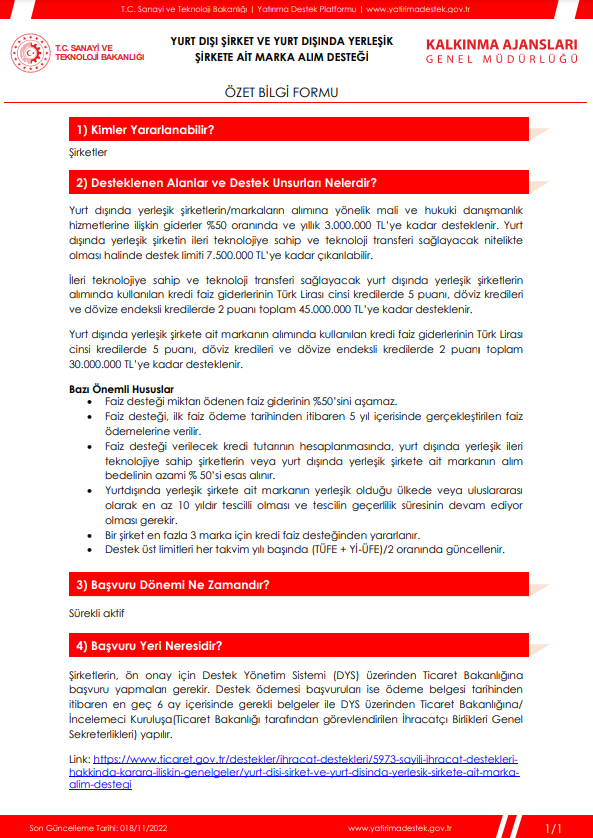 T.C. Sanayi ve Teknoloji Bakanlığı | Yatırıma Destek Platformu | www.yatirimadestek.gov.tr
T.C. SANAYİ VE
TEKNOLOJİ BAKANLIĞI
YURT DIŞI ŞİRKET VE YURT DIŞINDA YERLEŞİK
ŞİRKETE AİT MARKA ALIM DESTEĞİ
KALKINMA AJANSLARI
GENEL MÜDÜRLÜĞÜ
ÖZET BİLGİ FORMU
1) Kimler Yararlanabilir?
Şirketler
2) Desteklenen Alanlar ve Destek Unsurları Nelerdir?
Yurt dışında yerleşik şirketlerin/markaların alımına yönelik mali ve hukuki danışmanlık
hizmetlerine ilişkin giderler %50 oranında ve yıllık 3.000.000 TL'ye kadar desteklenir. Yurt
dışında yerleşik şirketin ileri teknolojiye sahip ve teknoloji transferi sağlayacak nitelikte
olması halinde destek limiti 7.500.000 TL'ye kadar çıkarılabilir.
İleri teknolojiye sahip ve teknoloji transferi sağlayacak yurt dışında yerleşik şirketlerin
alımında kullanılan kredi faiz giderlerinin Türk Lirası cinsi kredilerde 5 puanı, döviz kredileri
ve dövize endeksli kredilerde 2 puanı toplam 45.000.000 TL'ye kadar desteklenir.
Yurt dışında yerleşik şirkete ait markanın alımında kullanılan kredi faiz giderlerinin Türk Lirası
cinsi kredilerde 5 puanı, döviz kredileri ve dövize endeksli kredilerde 2 puanı toplam
30.000.000 TL'ye kadar desteklenir.
Bazı Önemli Hususlar
• Faiz desteği miktarı ödenen faiz giderinin %50'sini aşamaz.
• Faiz desteği, ilk faiz ödeme tarihinden itibaren 5 yıl içerisinde gerçekleştirilen faiz
ödemelerine verilir.
• Faiz desteği verilecek kredi tutarının hesaplanmasında, yurt dışında yerleşik ileri
teknolojiye sahip şirketlerin veya yurt dışında yerleşik şirkete ait markanın alım
bedelinin azami % 50'si esas alınır.
• Yurtdışında yerleşik şirkete ait markanın yerleşik olduğu ülkede veya uluslararası
olarak en az 10 yıldır tescilli olması ve tescilin geçerlilik süresinin devam ediyor
olması gerekir.
• Bir şirket en fazla 3 marka için kredi faiz desteğinden yararlanır.
• Destek üst limitleri her takvim yılı başında (TÜFE + Yİ-ÜFE)/2 oranında güncellenir.
3) Başvuru Dönemi Ne Zamandır?
Sürekli aktif
4) Başvuru Yeri Neresidir?
Şirketlerin, ön onay için Destek Yönetim Sistemi (DYS) üzerinden Ticaret Bakanlığına
başvuru yapmaları gerekir. Destek ödemesi başvuruları ise ödeme belgesi tarihinden
itibaren en geç 6 ay içerisinde gerekli belgeler ile DYS üzerinden Ticaret Bakanlığına/
İncelemeci Kuruluşa(Ticaret Bakanlığı tarafından görevlendirilen İhracatçı Birlikleri Genel
Sekreterlikleri) yapılır.
Link: https://www.ticaret.gov.tr/destekler/ihracat-destekleri/5973-sayili-ihracat-destekleri-
hakkinda-karara-iliskin-genelgeler/yurt-disi-sirket-ve-yurt-disinda-yerlesik-sirkete-ait-marka-
alim-destegi
Son Güncelleme Tarihi: 018/11/2022
www.yatirimadestek.gov.tr
1/1